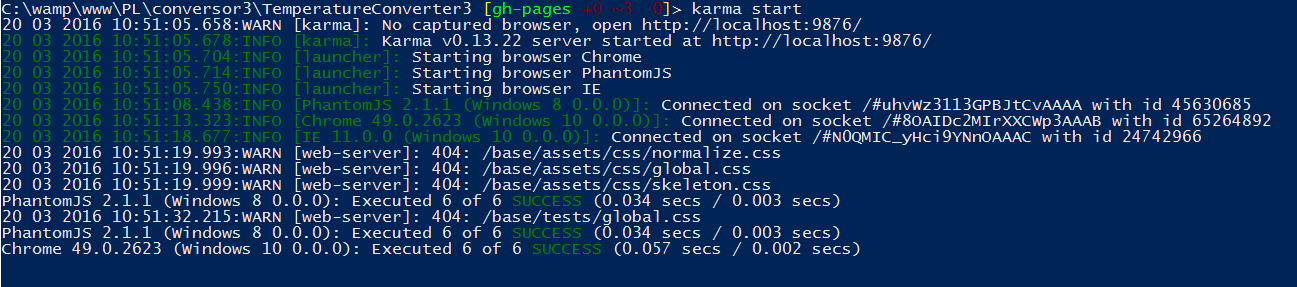 C:\wamp\www\PL\conversor3\TemperatureConverter3 [gh-pages +0 ~3 -0]> karma start
20 03 2016 10:51:05.658:WARN [karma]: No captured browser, open http://localhost:9876/
20 03 2016 10:51:05.678:INFO [karma]: Karma v0.13.22 server started at http://localhost:9876/
20 03 2016 10:51:05.704:INFO [launcher]: Starting browser Chrome
20 03 2016 10:51:05.714:INFO [launcher]: Starting browser PhantomJS
20 03 2016 10:51:05.750:INFO [launcher]: Starting browser IE
20 03 2016 10:51:08.438:INFO [PhantomJS 2.1.1 (Windows 8 0.0.0)]: Connected on socket /#uhvWz3113GPBJtCvAAAA with id 45630685
20 03 2016 10:51:13.323:INFO [Chrome 49.0.2623 (Windows 10 0.0.0)]: Connected on socket /#8OAIDc2MIrXXCWp3AAAB with id 65264892
20 03 2016 10:51:18.677:INFO [IE 11.0.0 (Windows 10 0.0.0)]: Connected on socket /#N0QMIC_yHci9YNnOAAAC with id 24742966
20 03 2016 10:51:19.993:WARN [web-server]: 404: /base/assets/css/normalize.css
20 03 2016 10:51:19.996:WARN [web-server]: 404: /base/assets/css/global.css
20 03 2016 10:51:19.999:WARN [web-server]: 404: /base/assets/css/skeleton.css
PhantomJS 2.1.1 (Windows 8 0.0.0): Executed 6 of 6 SUCCESS (0.034 secs / 0.003 secs)
20 03 2016 10:51:32.215:WARN [web-server]: 404: /base/tests/global.css
PhantomJS 2.1.1 (Windows 8 0.0.0): Executed 6 of 6 SUCCESS (0.034 secs / 0.003 secs)
Chrome 49.0.2623 (Windows 10 0.0.0): Executed 6 of 6 SUCCESS (0.057 secs / 0.002 secs)